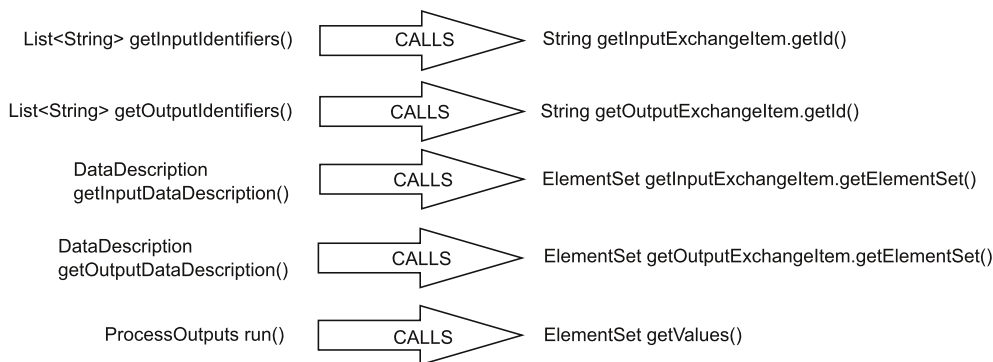 List<String> getInputIdentifiers() CALLS String getInputExchangeItem.getId()
List<String> getOutputIdentifiers() CALLS String getOutputExchangeItem.getId()
DataDescription
getInputDataDescription() CALLS ElementSet getInputExchangeItem.getElementSet()
DataDescription
getOutputDataDescription() CALLS ElementSet getOutputExchangeItem.getElementSet()
ProcessOutputs run() CALLS ElementSet getValues()